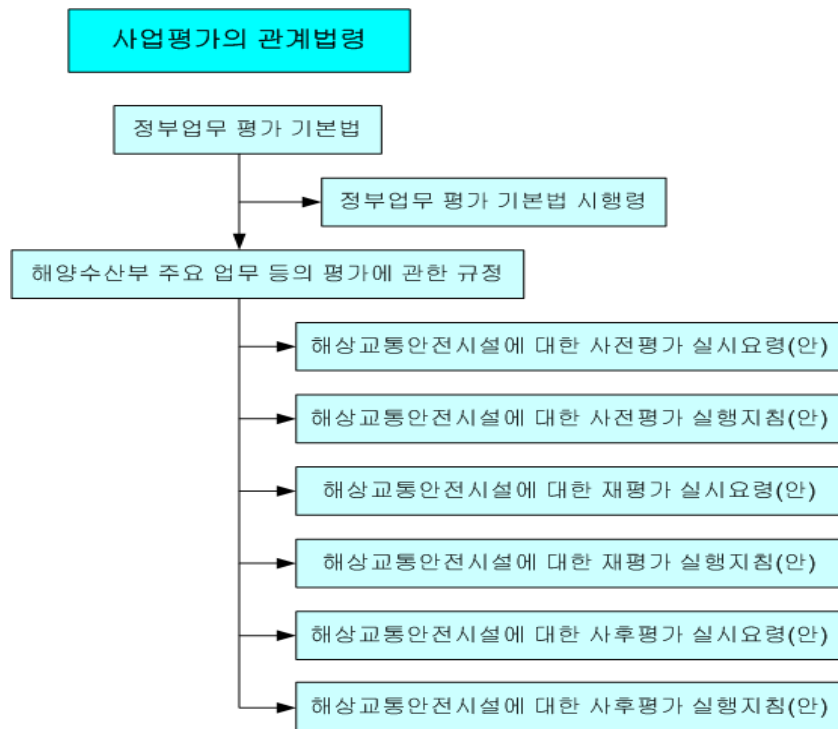 사업평가의 관계법령
정부업무 평가 기본법
정부업무 평가 기본법 시행령
해양수산부 주요 업무 등의 평가에 관한 규정
해상교통안전시설에 대한 사전평가 실시요령(안)
해상교통안전시설에 대한 사전평가 실행지침(안)
해상교통안전시설에 대한 재평가 실시요령(안)
해상교통안전시설에 대한 재평가 실행지침(안)
해상교통안전시설에 대한 사후평가 실시요령(안)
해상교통안전시설에 대한 사후평가 실행지침(안)